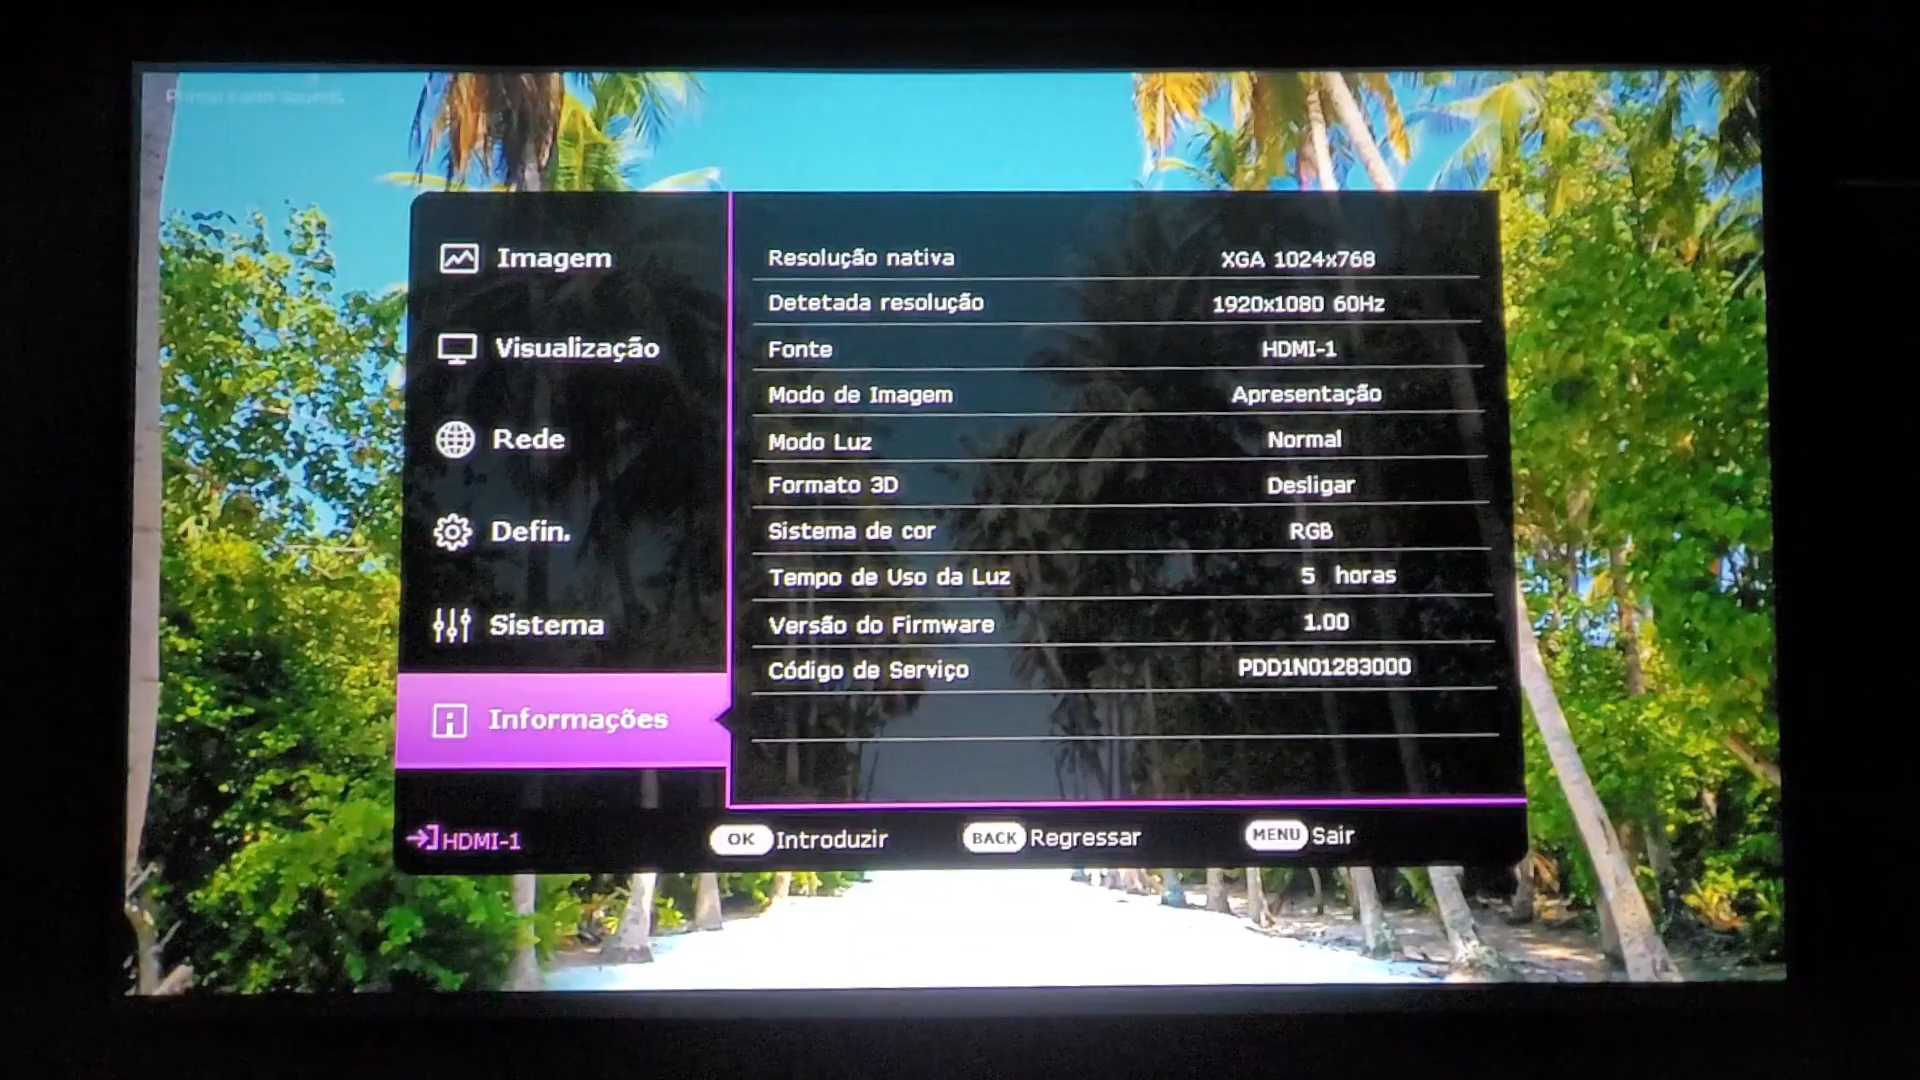 Imagem
Visualização
Rede
Defin.
Sistema
Informações
Resolução nativa XGA 1024x768
Detetada resolução 1920x1080 60Hz
Fonte HDMI-1
Modo de Imagem Apresentação
Modo Luz Normal
Formato 3D Desligar
Sistema de cor RGB
Tempo de Uso da Luz 5 horas
Versão do Firmware 1.00
Código de Serviço PDD1N01283000
HDMI-1 OK Introduzir BACK Regressar MENU Sair